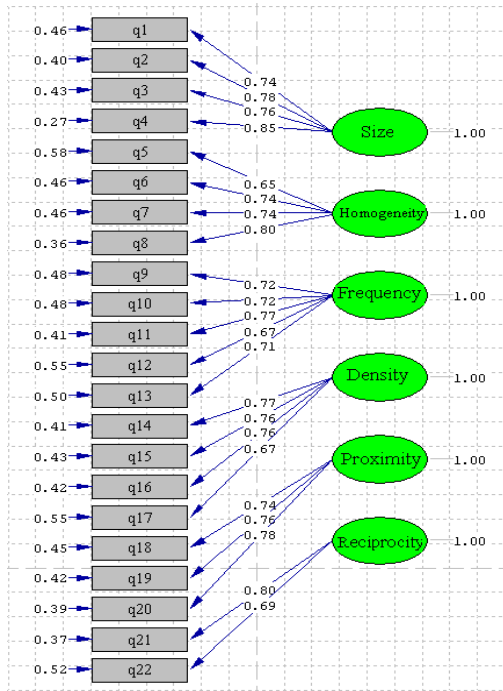 0.46 q1
0.40 q2
0.43 q3
0.27 q4
0.58 q5
0.46 q6
0.46 q7
0.36 q8
0.48 q9
0.48 q10
0.41 q11
0.55 q12
0.50 q13
0.41 q14
0.43 q15
0.42 q16
0.55 q17
0.45 q18
0.42 q19
0.39 q20
0.37 q21
0.52 q22
0.74
0.78
0.76
0.85
0.65
0.74
0.74
0.80
0.72
0.72
0.77
0.67
0.71
0.77
0.76
0.76
0.67
0.74
0.76
0.78
0.80
0.69
Size 1.00
Homogeneity 1.00
Frequency 1.00
Density 1.00
Proximity 1.00
Reciprocity 1.00